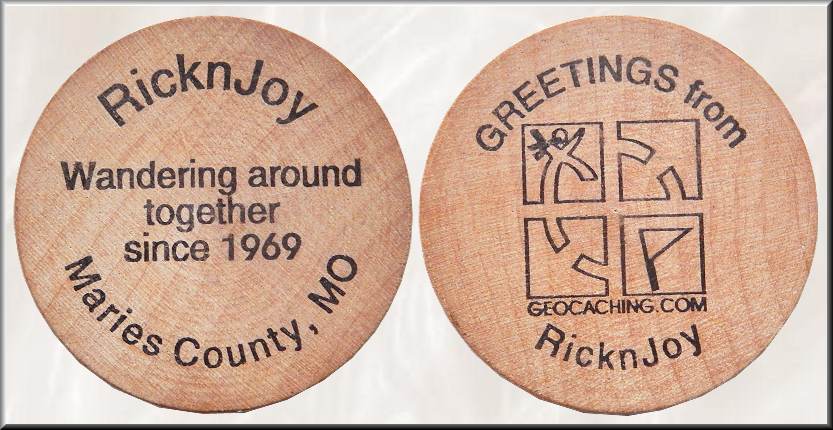 RicknJoy
Wandering around
together
since 1969
Maries County, MO
GREETINGS from
GEOCACHING.COM
RicknJoy